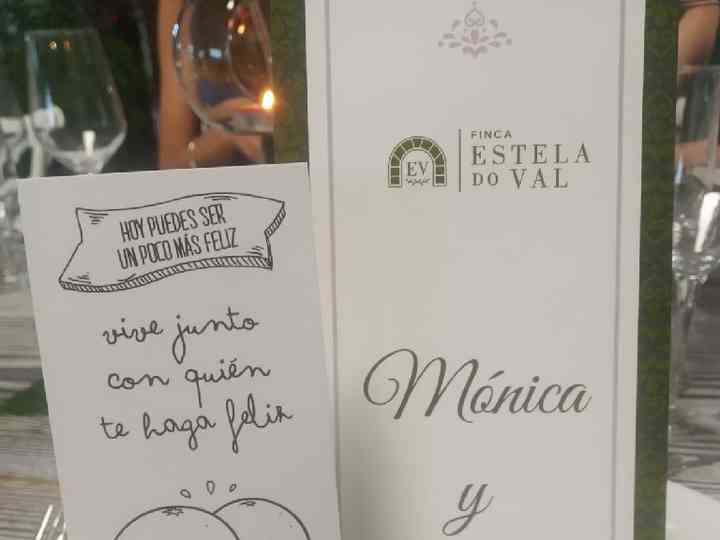 HOY PUEDES SER
UN POCO MÁS FELIZ
vive junto
con quién
te haga feliz
EV
FINCA
ESTELA
DO VAL
Mónica
y